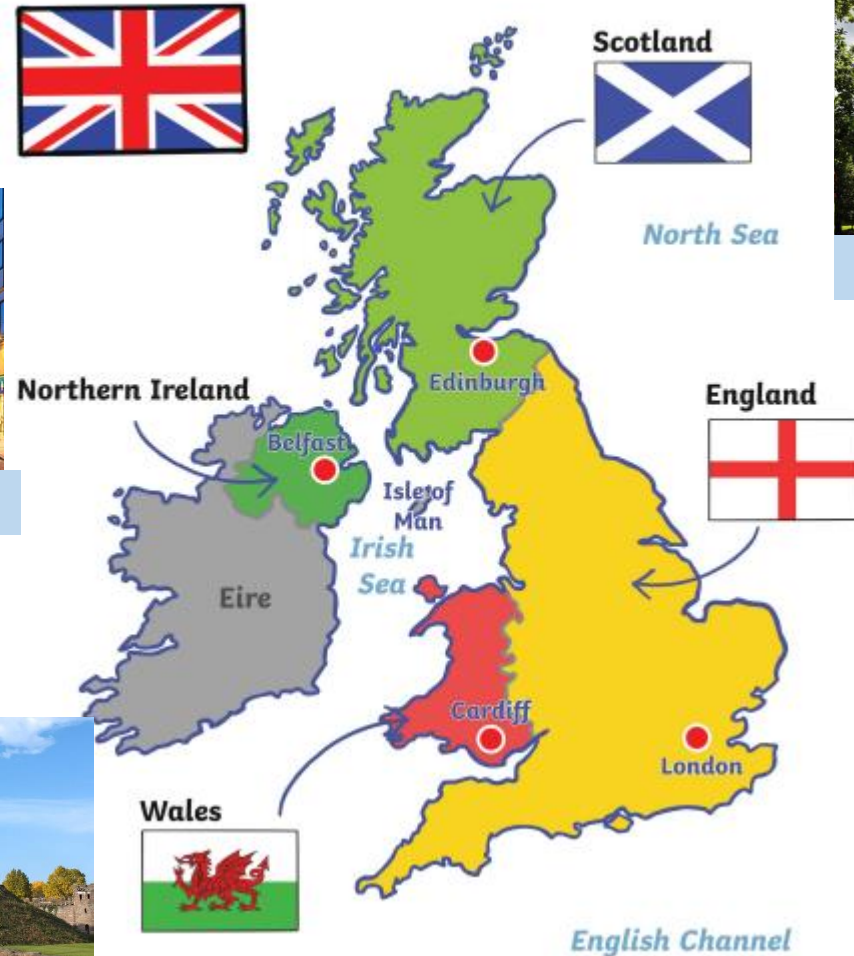 Scotland
North Sea
Edinburgh
Northern Ireland
England
Belfast
Isle of
Man
Irish
Sea
Eire
Cardiff
London
Wales
English Channel